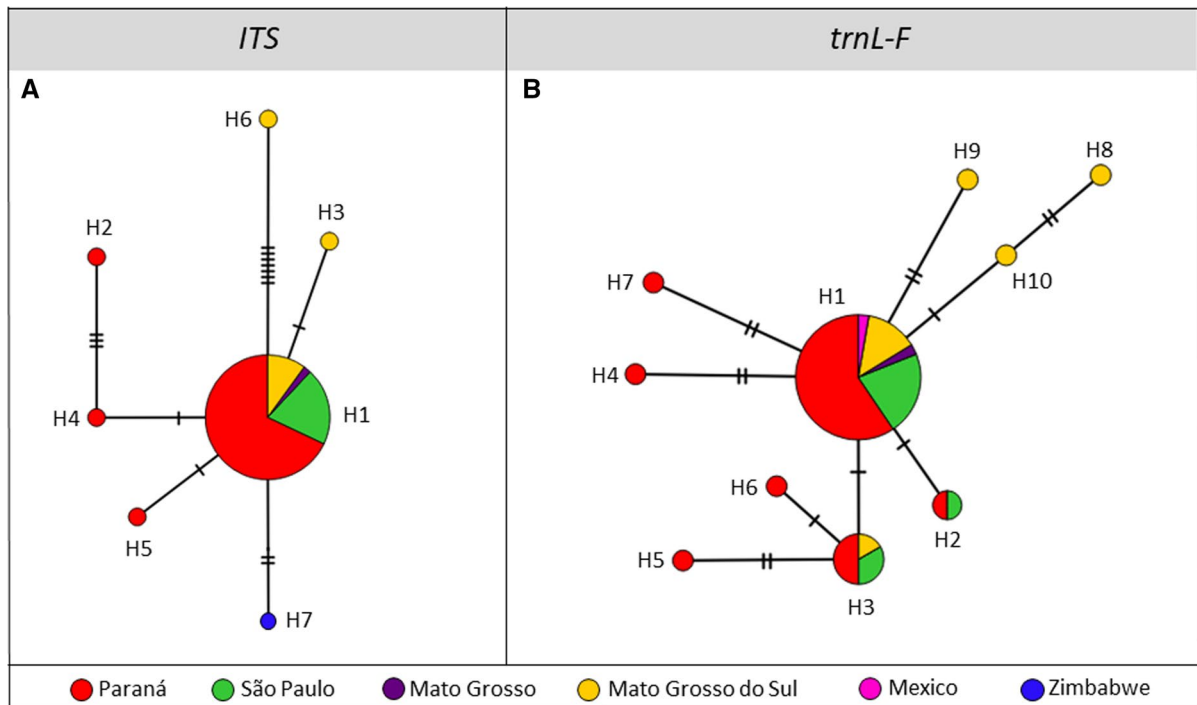 ITS
trnL-F
A
B
H6
H3
H2
H4
H1
H5
H7
H9
H8
H10
H7
H1
H4
H6
H2
H5
H3
Paraná
São Paulo
Mato Grosso
Mato Grosso do Sul
Mexico
Zimbabwe